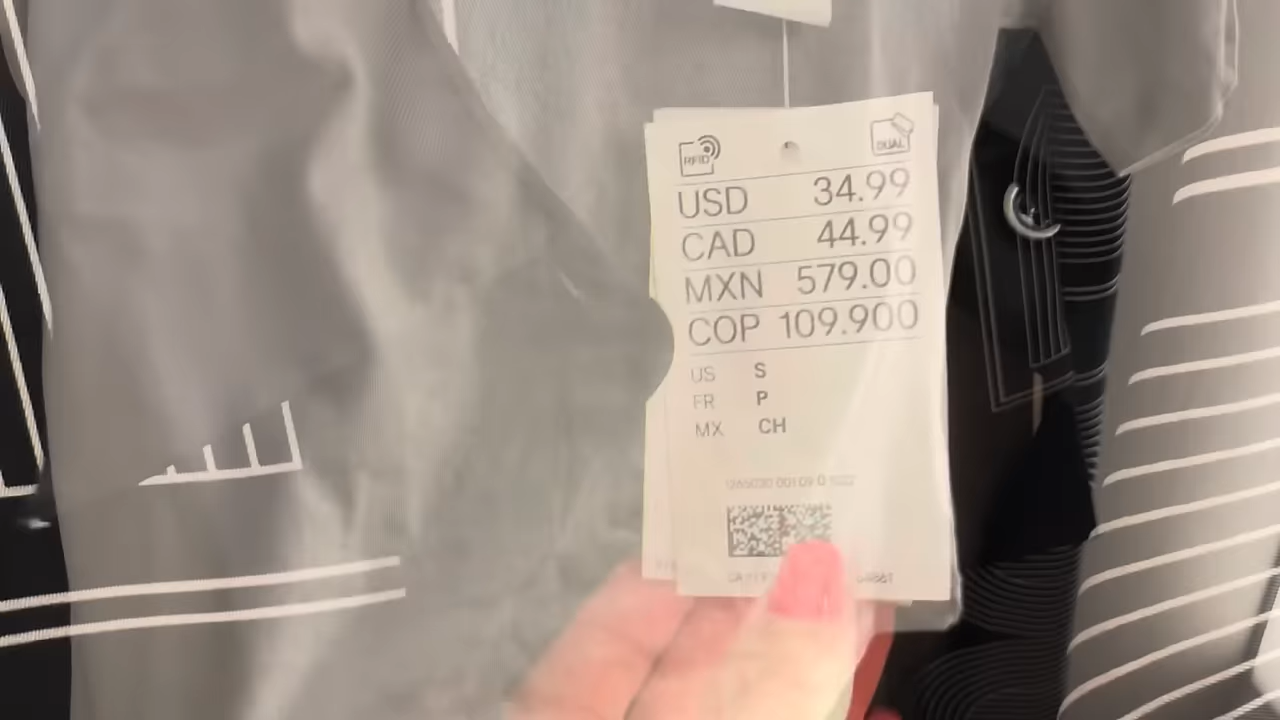 RFID DUAL
USD 34.99
CAD 44.99
MXN 579.00
COP 109.900
US S
FR P
MX CH